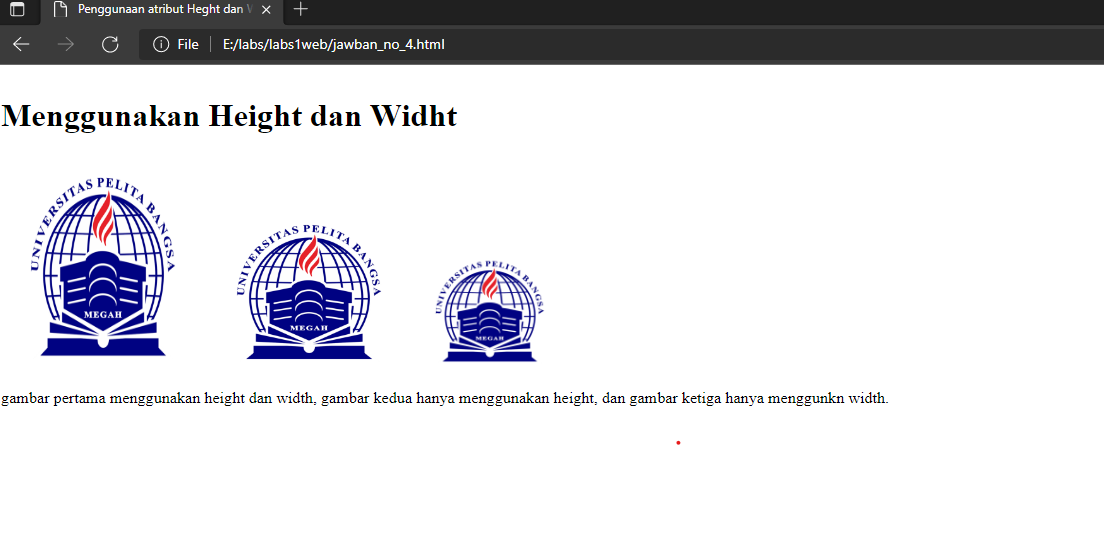 Penggunaan atribut Heght dan
File
E:/labs/labs1web/jawban_no_4.html
Menggunakan Height dan Widht
UNIVERSITAS PELITA BANGSA
MEGAH
UNIVERSITAS PELITA BANGSA
MEGAH
UNIVERSITAS PELITA BANGSA
MEGAH
gambar pertama menggunakan height dan width, gambar kedua hanya menggunakan height, dan gambar ketiga hanya menggunkn width.